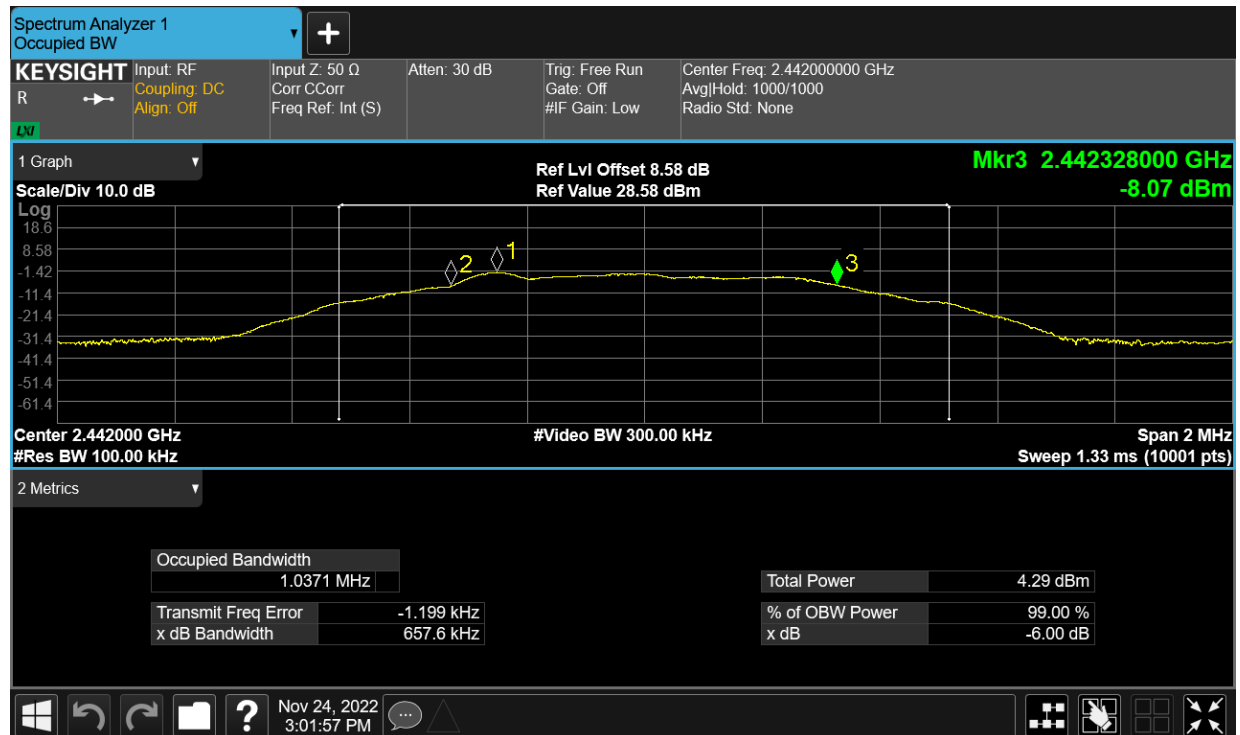 Spectrum Analyzer 1
Occupied BW
▼
+
KEYSIGHT Input: RF Input Z: 50 Ω Atten: 30 dB Trig: Free Run Center Freq: 2.442000000 GHz
R Coupling: DC Corr CCorr Gate: Off Avg|Hold: 1000/1000
Align: Off Freq Ref: Int (S) #IF Gain: Low Radio Std: None
LXI
1 Graph ▼ Ref Lvl Offset 8.58 dB Mkr3 2.442328000 GHz
Scale/Div 10.0 dB Ref Value 28.58 dBm -8.07 dBm
Log
18.6
8.58
-1.42
-11.4
-21.4
-31.4
-41.4
-51.4
-61.4
2 1 3
Center 2.442000 GHz #Video BW 300.00 kHz Span 2 MHz
#Res BW 100.00 kHz Sweep 1.33 ms (10001 pts)
2 Metrics ▼
Occupied Bandwidth
1.0371 MHz Total Power 4.29 dBm
Transmit Freq Error -1.199 kHz % of OBW Power 99.00 %
x dB Bandwidth 657.6 kHz x dB -6.00 dB
? Nov 24, 2022
3:01:57 PM